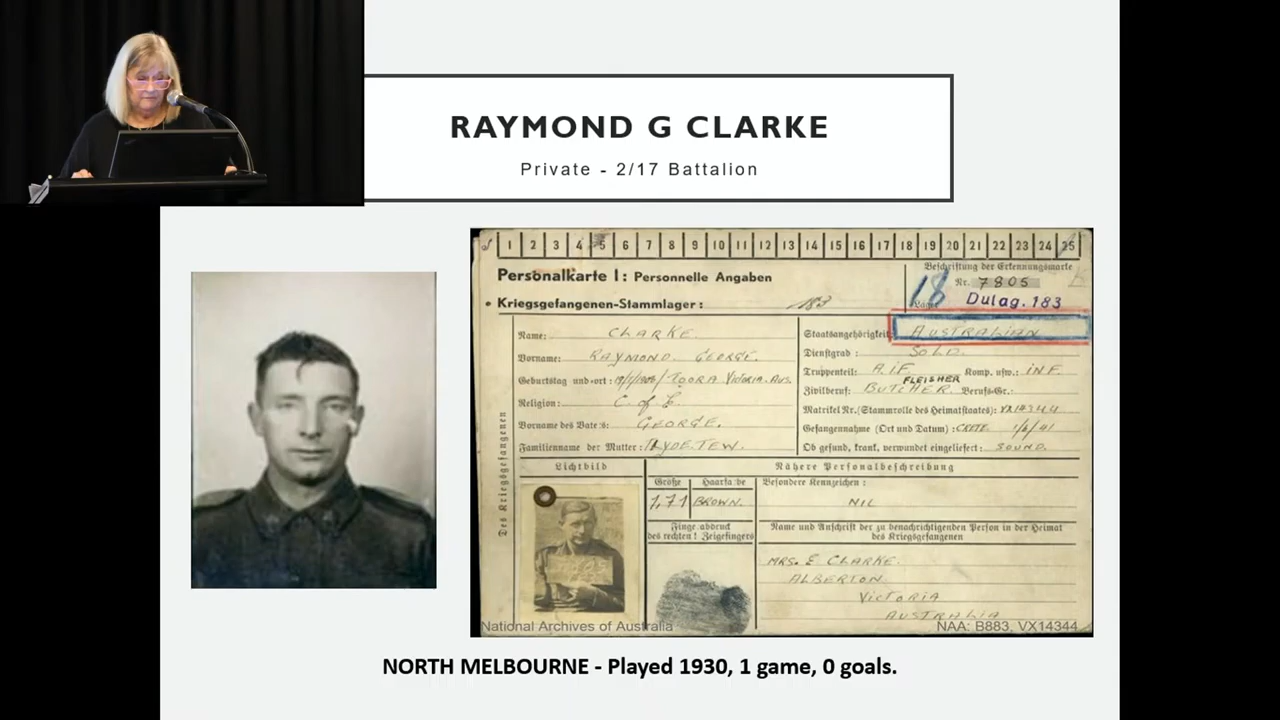 RAYMOND G CLARKE
Private - 2/17 Battalion
1 2 3 4 5 6 7 8 9 10 11 12 13 14 15 16 17 18 19 20 21 22 23 24 25
Personalkarte I: Personnelle Angaben
Beschriftung der Erkennungsmarke
Nr. 7805
Kriegsgefangenen-Stammlager: 183
18
Lager: Dulag. 183
Name: CLARKE.
Staatsangehörigkeit: AUSTRALIAN
Vorname: RAYMOND. GEORGE.
Dienstgrad: SOLD.
Geburtstag und -ort: TOORA VICTORIA. AUS.
Truppenteil: A.I.F. Komp. usw.: INF.
FLEISHER
Religion: C. of E.
Zivilberuf: BUTCHER. Berufs-Gr.:
Matrikel Nr. (Stammrolle des Heimatstaates): VX14344
Vorname des Vaters: GEORGE.
Gefangennahme (Ort und Datum): CRETE 1/6/41
Familienname der Mutter:
Ob gesund, krank, verwundet eingeliefert: SOUND.
Des Kriegsgefangenen
Lichtbild
Nähere Personalbeschreibung
Größe Haarfarbe
Besondere Kennzeichen:
1,71 BROWN.
NIL
Fingerabdruck
des rechten! Zeigefingers
Name und Anschrift der zu benachrichtigenden Person in der Heimat
des Kriegsgefangenen
MRS. E CLARKE.
ALBERTON
VICTORIA
AUSTRALIA
National Archives of Australia
NAA: B883, VX14344
NORTH MELBOURNE - Played 1930, 1 game, 0 goals.